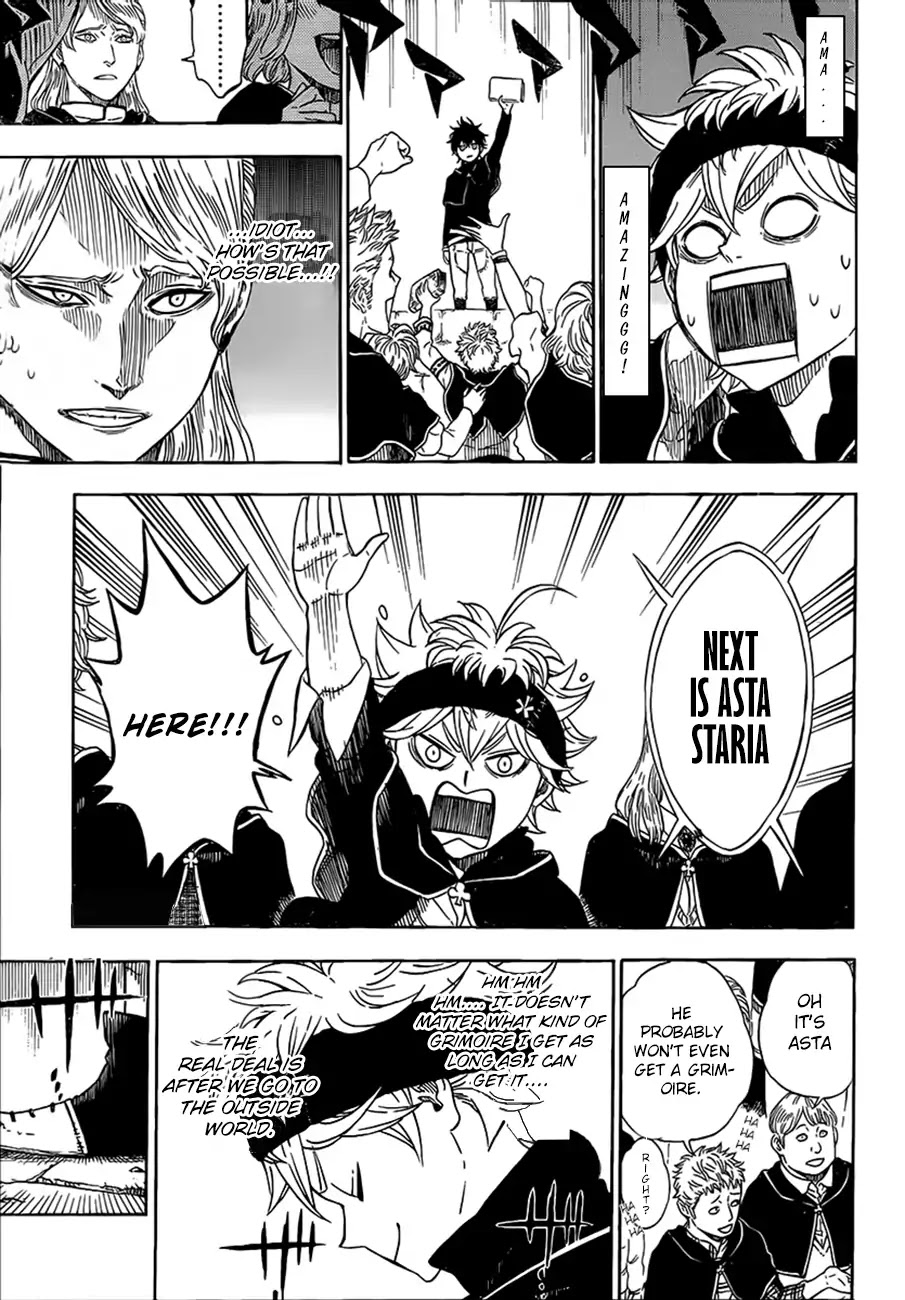 AMA...
AMAZINGGG!
.........
...IDIOT...
HOW'S THAT
POSSIBLE...!!
NEXT
IS ASTA
STARIA
HERE!!!
OH
IT'S
ASTA
HE
PROBABLY
WON'T EVEN
GET A GRIM-
OIRE.
HA
HA
HA
RIGHT?
HA
HA
HA
HM HM
HM.... IT DOESN'T
MATTER WHAT KIND OF
GRIMOIRE I GET AS
LONG AS I CAN
GET IT....
THE
REAL DEAL IS
AFTER WE GO TO
THE OUTSIDE
WORLD.